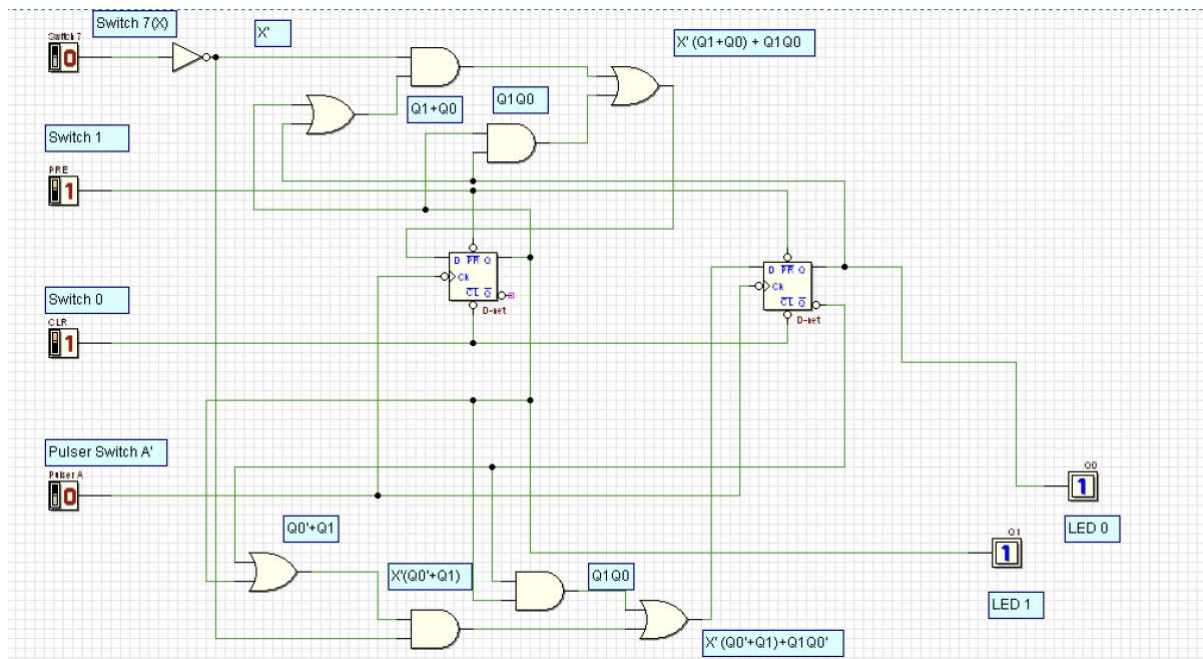 Switch 7(X)
Switch 7
0
X'
X' (Q1+Q0) + Q1Q0
Q1+Q0
Q1Q0
Switch 1
PRE
1
D PR Q
Ck
CL Q
D-net
D PR Q
Ck
CL Q
D-net
Switch 0
CLR
1
Pulser Switch A'
Pulser A
0
Q0
1
LED 0
Q1
1
LED 1
Q0'+Q1
X'(Q0'+Q1)
Q1Q0
X' (Q0'+Q1)+Q1Q0'